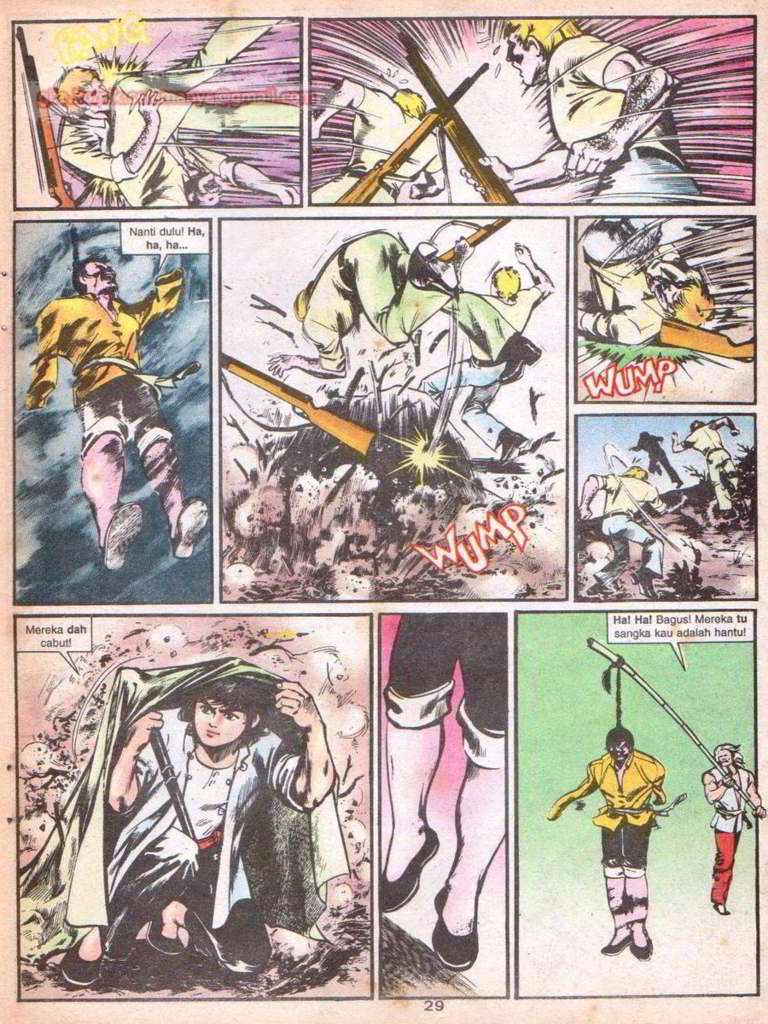 Nanti dulu! Ha,
ha, ha...
WUMP
WUMP
Mereka dah
cabut!
Ha! Ha! Bagus! Mereka tu
sangka kau adalah hantu!
29